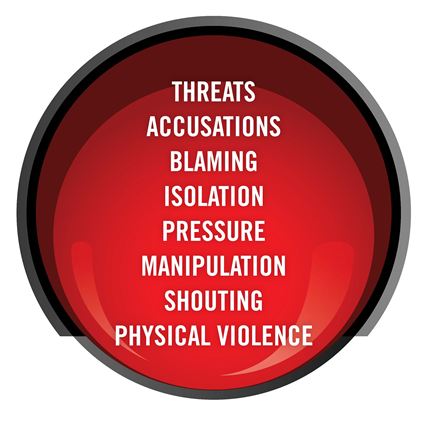 THREATS
ACCUSATIONS
BLAMING
ISOLATION
PRESSURE
MANIPULATION
SHOUTING
PHYSICAL VIOLENCE